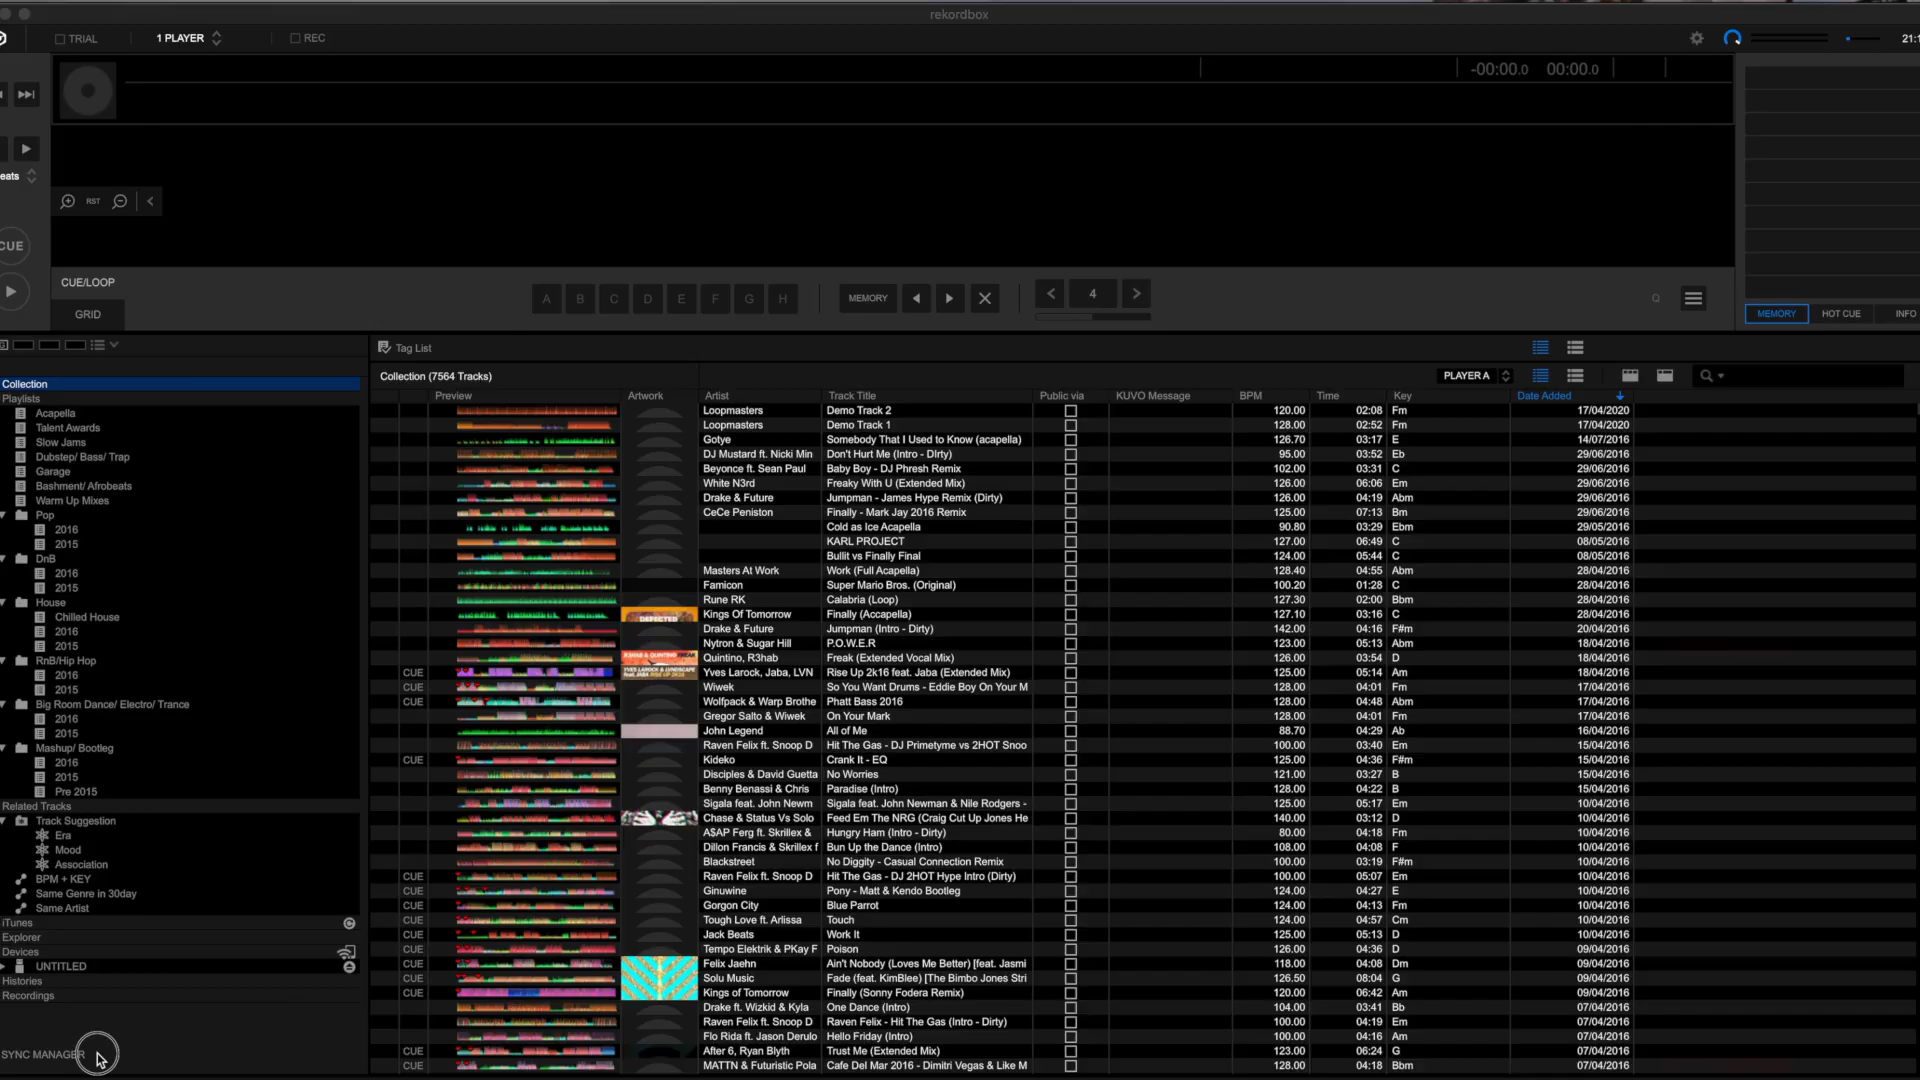 rekordbox
TRIAL 1 PLAYER REC 21:1
-00:00.0 00:00.0
eats
RST
CUE
CUE/LOOP
GRID
A B C D E F G H MEMORY 4 Q
MEMORY HOT CUE INFO
Tag List
Collection (7564 Tracks) PLAYER A
Collection
Playlists
Acapella
Talent Awards
Slow Jams
Dubstep/ Bass/ Trap
Garage
Bashment/ Afrobeats
Warm Up Mixes
Pop
2016
2015
DnB
2016
2015
House
Chilled House
2016
2015
RnB/Hip Hop
2016
2015
Big Room Dance/ Electro/ Trance
2016
2015
Mashup/ Bootleg
2016
2015
Pre 2015
Related Tracks
Track Suggestion
Era
Mood
Association
BPM + KEY
Same Genre in 30day
Same Artist
iTunes
Explorer
Devices
UNTITLED
Histories
Recordings
SYNC MANAGER
Preview Artwork Artist Track Title Public via KUVO Message BPM Time Key Date Added
Loopmasters Demo Track 2 120.00 02:08 Fm 17/04/2020
Loopmasters Demo Track 1 128.00 02:52 Fm 17/04/2020
Gotye Somebody That I Used to Know (acapella) 126.70 03:17 E 14/07/2016
DJ Mustard ft. Nicki Min Don't Hurt Me (Intro - DIrty) 95.00 03:52 Eb 29/06/2016
Beyonce ft. Sean Paul Baby Boy - DJ Phresh Remix 102.00 03:31 C 29/06/2016
White N3rd Freaky With U (Extended Mix) 126.00 06:06 Em 29/06/2016
Drake & Future Jumpman - James Hype Remix (Dirty) 126.00 04:19 Abm 29/06/2016
CeCe Peniston Finally - Mark Jay 2016 Remix 125.00 07:13 Bm 29/06/2016
Cold as Ice Acapella 90.80 03:29 Ebm 29/05/2016
KARL PROJECT 127.00 06:49 C 08/05/2016
Bullit vs Finally Final 124.00 05:44 C 08/05/2016
Masters At Work Work (Full Acapella) 128.40 04:55 Abm 28/04/2016
Famicon Super Mario Bros. (Original) 100.20 01:28 C 28/04/2016
Rune RK Calabria (Loop) 127.30 02:00 Bbm 28/04/2016
DEFECTED Kings Of Tomorrow Finally (Accapella) 127.10 03:16 C 28/04/2016
Drake & Future Jumpman (Intro - Dirty) 142.00 04:16 F#m 20/04/2016
Nytron & Sugar Hill P.O.W.E.R 123.00 05:13 Abm 18/04/2016
R3HAB & QUINTINO FREAK Quintino, R3hab Freak (Extended Vocal Mix) 126.00 03:54 D 18/04/2016
CUE YVES LAROCK & LVNDSCAPE feat. JABA RISE UP 2K16 Yves Larock, Jaba, LVN Rise Up 2k16 feat. Jaba (Extended Mix) 125.00 05:14 Am 18/04/2016
CUE Wiwek So You Want Drums - Eddie Boy On Your M 128.00 04:01 Fm 17/04/2016
CUE Wolfpack & Warp Brothe Phatt Bass 2016 128.00 04:48 Abm 17/04/2016
Gregor Salto & Wiwek On Your Mark 128.00 04:01 Fm 17/04/2016
John Legend All of Me 88.70 04:29 Ab 16/04/2016
Raven Felix ft. Snoop D Hit The Gas - DJ Primetyme vs 2HOT Snoo 100.00 03:40 Em 15/04/2016
CUE Kideko Crank It - EQ 125.00 04:36 F#m 15/04/2016
Disciples & David Guetta No Worries 121.00 03:27 B 15/04/2016
Benny Benassi & Chris Paradise (Intro) 128.00 04:22 B 15/04/2016
Sigala feat. John Newm Sigala feat. John Newman & Nile Rodgers - 125.00 05:17 Em 10/04/2016
Chase & Status Vs Solo Feed Em The NRG (Craig Cut Up Jones He 140.00 03:12 D 10/04/2016
A$AP Ferg ft. Skrillex & Hungry Ham (Intro - Dirty) 80.00 04:18 Fm 10/04/2016
Dillon Francis & Skrillex f Bun Up the Dance (Intro) 108.00 04:08 F 10/04/2016
Blackstreet No Diggity - Casual Connection Remix 100.00 03:19 F#m 10/04/2016
CUE Raven Felix ft. Snoop D Hit The Gas - DJ 2HOT Hype Intro (Dirty) 100.00 05:07 Em 10/04/2016
CUE Ginuwine Pony - Matt & Kendo Bootleg 124.00 04:27 E 10/04/2016
CUE Gorgon City Blue Parrot 124.00 04:13 Fm 10/04/2016
CUE Tough Love ft. Arlissa Touch 124.00 04:57 Cm 10/04/2016
CUE Jack Beats Work It 125.00 05:13 D 10/04/2016
CUE Tempo Elektrik & PKay F Poison 126.00 04:36 D 09/04/2016
CUE Felix Jaehn Ain't Nobody (Loves Me Better) [feat. Jasmi 118.00 04:08 Dm 09/04/2016
CUE Solu Music Fade (feat. KimBlee) [The Bimbo Jones Stri 126.50 08:04 G 09/04/2016
CUE Kings of Tomorrow Finally (Sonny Fodera Remix) 120.00 06:42 Am 09/04/2016
Drake ft. Wizkid & Kyla One Dance (Intro) 104.00 03:41 Bb 07/04/2016
Raven Felix ft. Snoop D Raven Felix - Hit The Gas (Intro - Dirty) 100.00 04:19 Em 07/04/2016
Flo Rida ft. Jason Derulo Hello Friday (Intro) 100.00 04:16 Am 07/04/2016
CUE After 6, Ryan Blyth Trust Me (Extended Mix) 123.00 06:24 G 07/04/2016
CUE MATTN & Futuristic Pola Cafe Del Mar 2016 - Dimitri Vegas & Like M 128.00 04:18 Bbm 07/04/2016